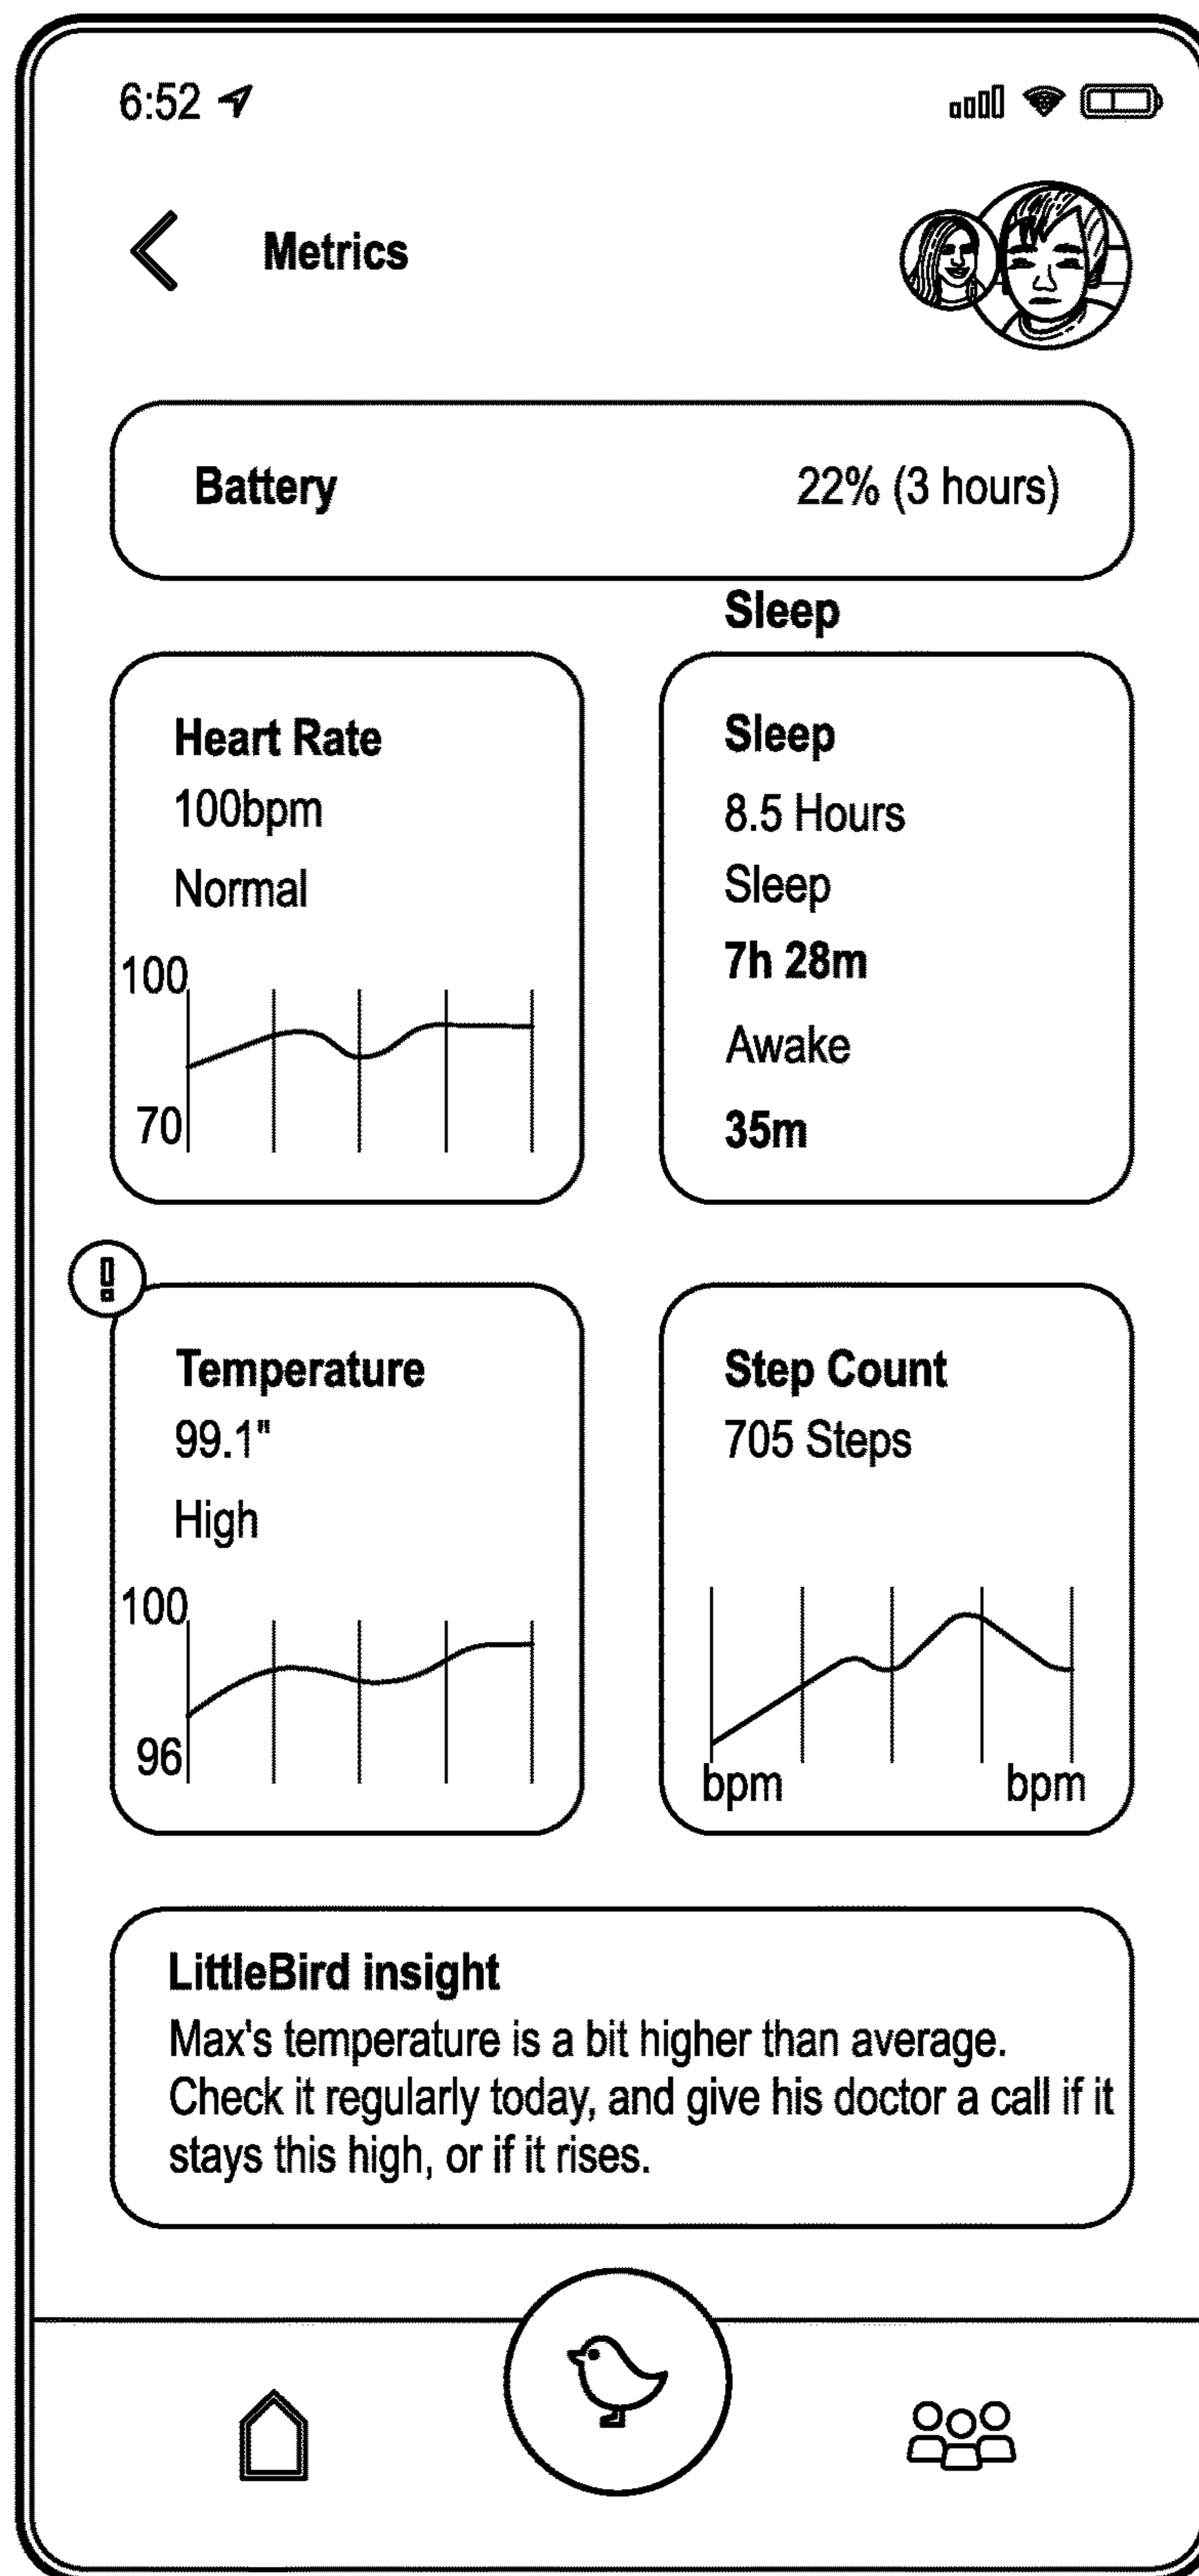 6:52
Metrics
Battery 22% (3 hours)
Sleep
Heart Rate
100bpm
Normal
100
70
Sleep
8.5 Hours
Sleep
7h 28m
Awake
35m
!
Temperature
99.1"
High
100
96
Step Count
705 Steps
bpm bpm
LittleBird insight
Max's temperature is a bit higher than average.
Check it regularly today, and give his doctor a call if it
stays this high, or if it rises.